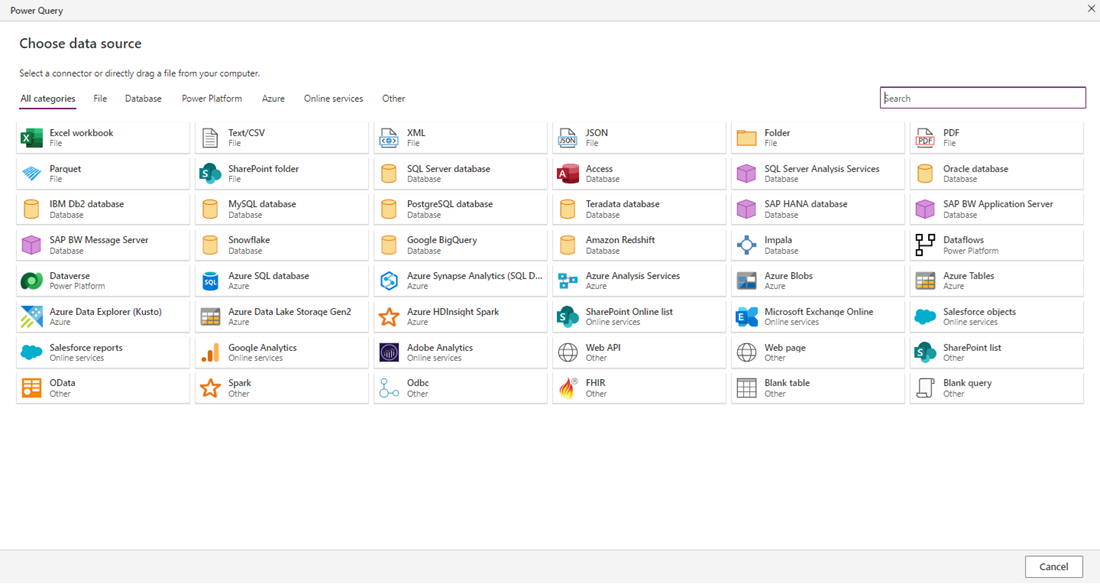 Power Query
Choose data source
Select a connector or directly drag a file from your computer.
All categories File Database Power Platform Azure Online services Other
Search
Excel workbook
File
Text/CSV
File
XML
File
JSON
File
Folder
File
PDF
File
Parquet
File
SharePoint folder
File
SQL Server database
Database
Access
Database
SQL Server Analysis Services
Database
Oracle database
Database
IBM Db2 database
Database
MySQL database
Database
PostgreSQL database
Database
Teradata database
Database
SAP HANA database
Database
SAP BW Application Server
Database
SAP BW Message Server
Database
Snowflake
Database
Google BigQuery
Database
Amazon Redshift
Database
Impala
Database
Dataflows
Power Platform
Dataverse
Power Platform
Azure SQL database
Azure
Azure Synapse Analytics (SQL D...
Azure
Azure Analysis Services
Azure
Azure Blobs
Azure
Azure Tables
Azure
Azure Data Explorer (Kusto)
Azure
Azure Data Lake Storage Gen2
Azure
Azure HDInsight Spark
Azure
SharePoint Online list
Online services
Microsoft Exchange Online
Online services
Salesforce objects
Online services
Salesforce reports
Online services
Google Analytics
Online services
Adobe Analytics
Online services
Web API
Other
Web page
Other
SharePoint list
Other
OData
Other
Spark
Other
Odbc
Other
FHIR
Other
Blank table
Other
Blank query
Other
Cancel